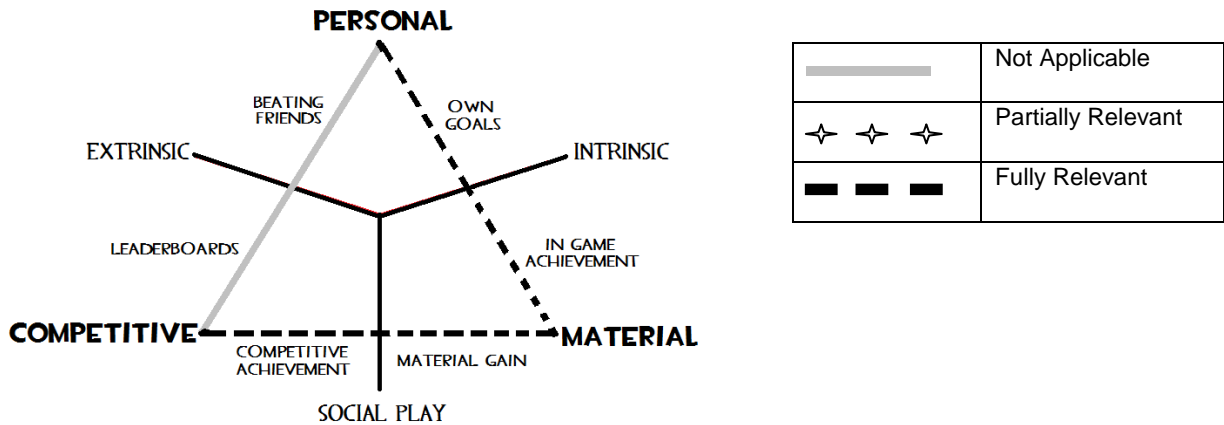 PERSONAL
BEATING
FRIENDS
OWN
GOALS
EXTRINSIC
INTRINSIC
LEADERBOARDS
IN GAME
ACHIEVEMENT
COMPETITIVE
MATERIAL
COMPETITIVE
ACHIEVEMENT
MATERIAL GAIN
SOCIAL PLAY
Not Applicable
Partially Relevant
Fully Relevant